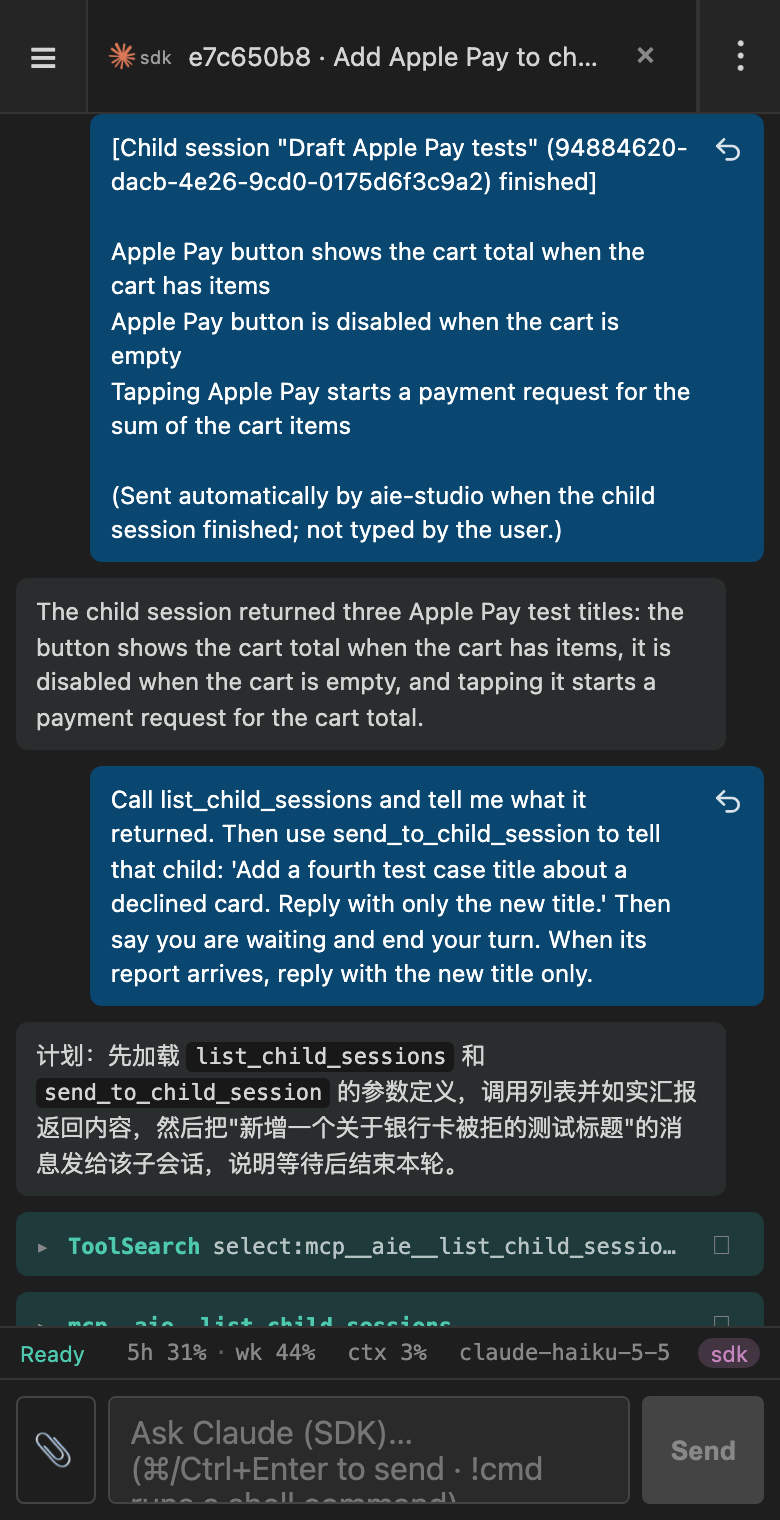 sdk e7c650b8 · Add Apple Pay to ch...
[Child session "Draft Apple Pay tests" (94884620-
dacb-4e26-9cd0-0175d6f3c9a2) finished]
Apple Pay button shows the cart total when the
cart has items
Apple Pay button is disabled when the cart is
empty
Tapping Apple Pay starts a payment request for the
sum of the cart items
(Sent automatically by aie-studio when the child
session finished; not typed by the user.)
The child session returned three Apple Pay test titles: the
button shows the cart total when the cart has items, it is
disabled when the cart is empty, and tapping it starts a
payment request for the cart total.
Call list_child_sessions and tell me what it
returned. Then use send_to_child_session to tell
that child: 'Add a fourth test case title about a
declined card. Reply with only the new title.' Then
say you are waiting and end your turn. When its
report arrives, reply with the new title only.
计划：先加载 list_child_sessions 和
send_to_child_session 的参数定义，调用列表并如实汇报
返回内容，然后把"新增一个关于银行卡被拒的测试标题"的消
息发给该子会话，说明等待后结束本轮。
ToolSearch select:mcp__aie__list_child_sessio…
mcp__aie__list_child_sessions
Ready 5h 31% · wk 44% ctx 3% claude-haiku-5-5 sdk
Ask Claude (SDK)...
(⌘/Ctrl+Enter to send · !cmd
runs a shell command)
Send